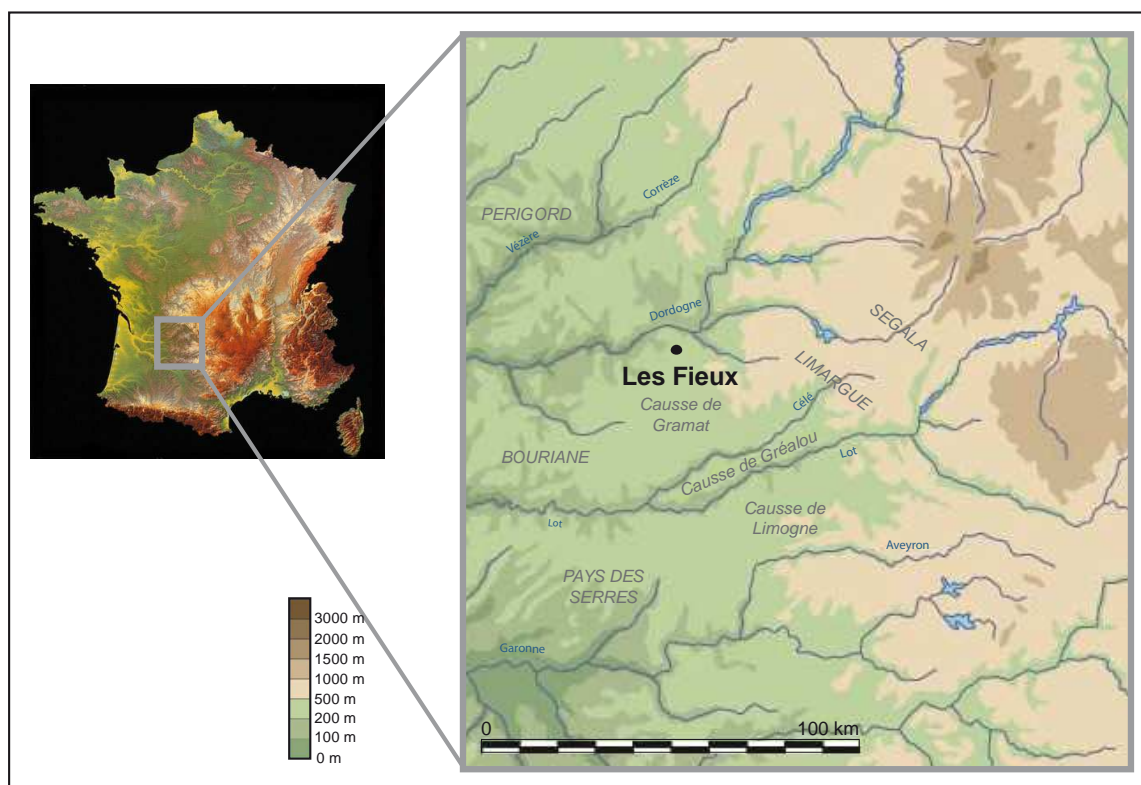 Corrèze
PERIGORD
Vézère
Dordogne
SEGALA
Les Fieux
LIMARGUE
Causse de
Gramat
Célé
BOURIANE
Causse de Gréalou
Lot
Causse de
Limogne
Lot
Aveyron
PAYS DES
SERRES
Garonne
0 100 km
3000 m
2000 m
1500 m
1000 m
500 m
200 m
100 m
0 m